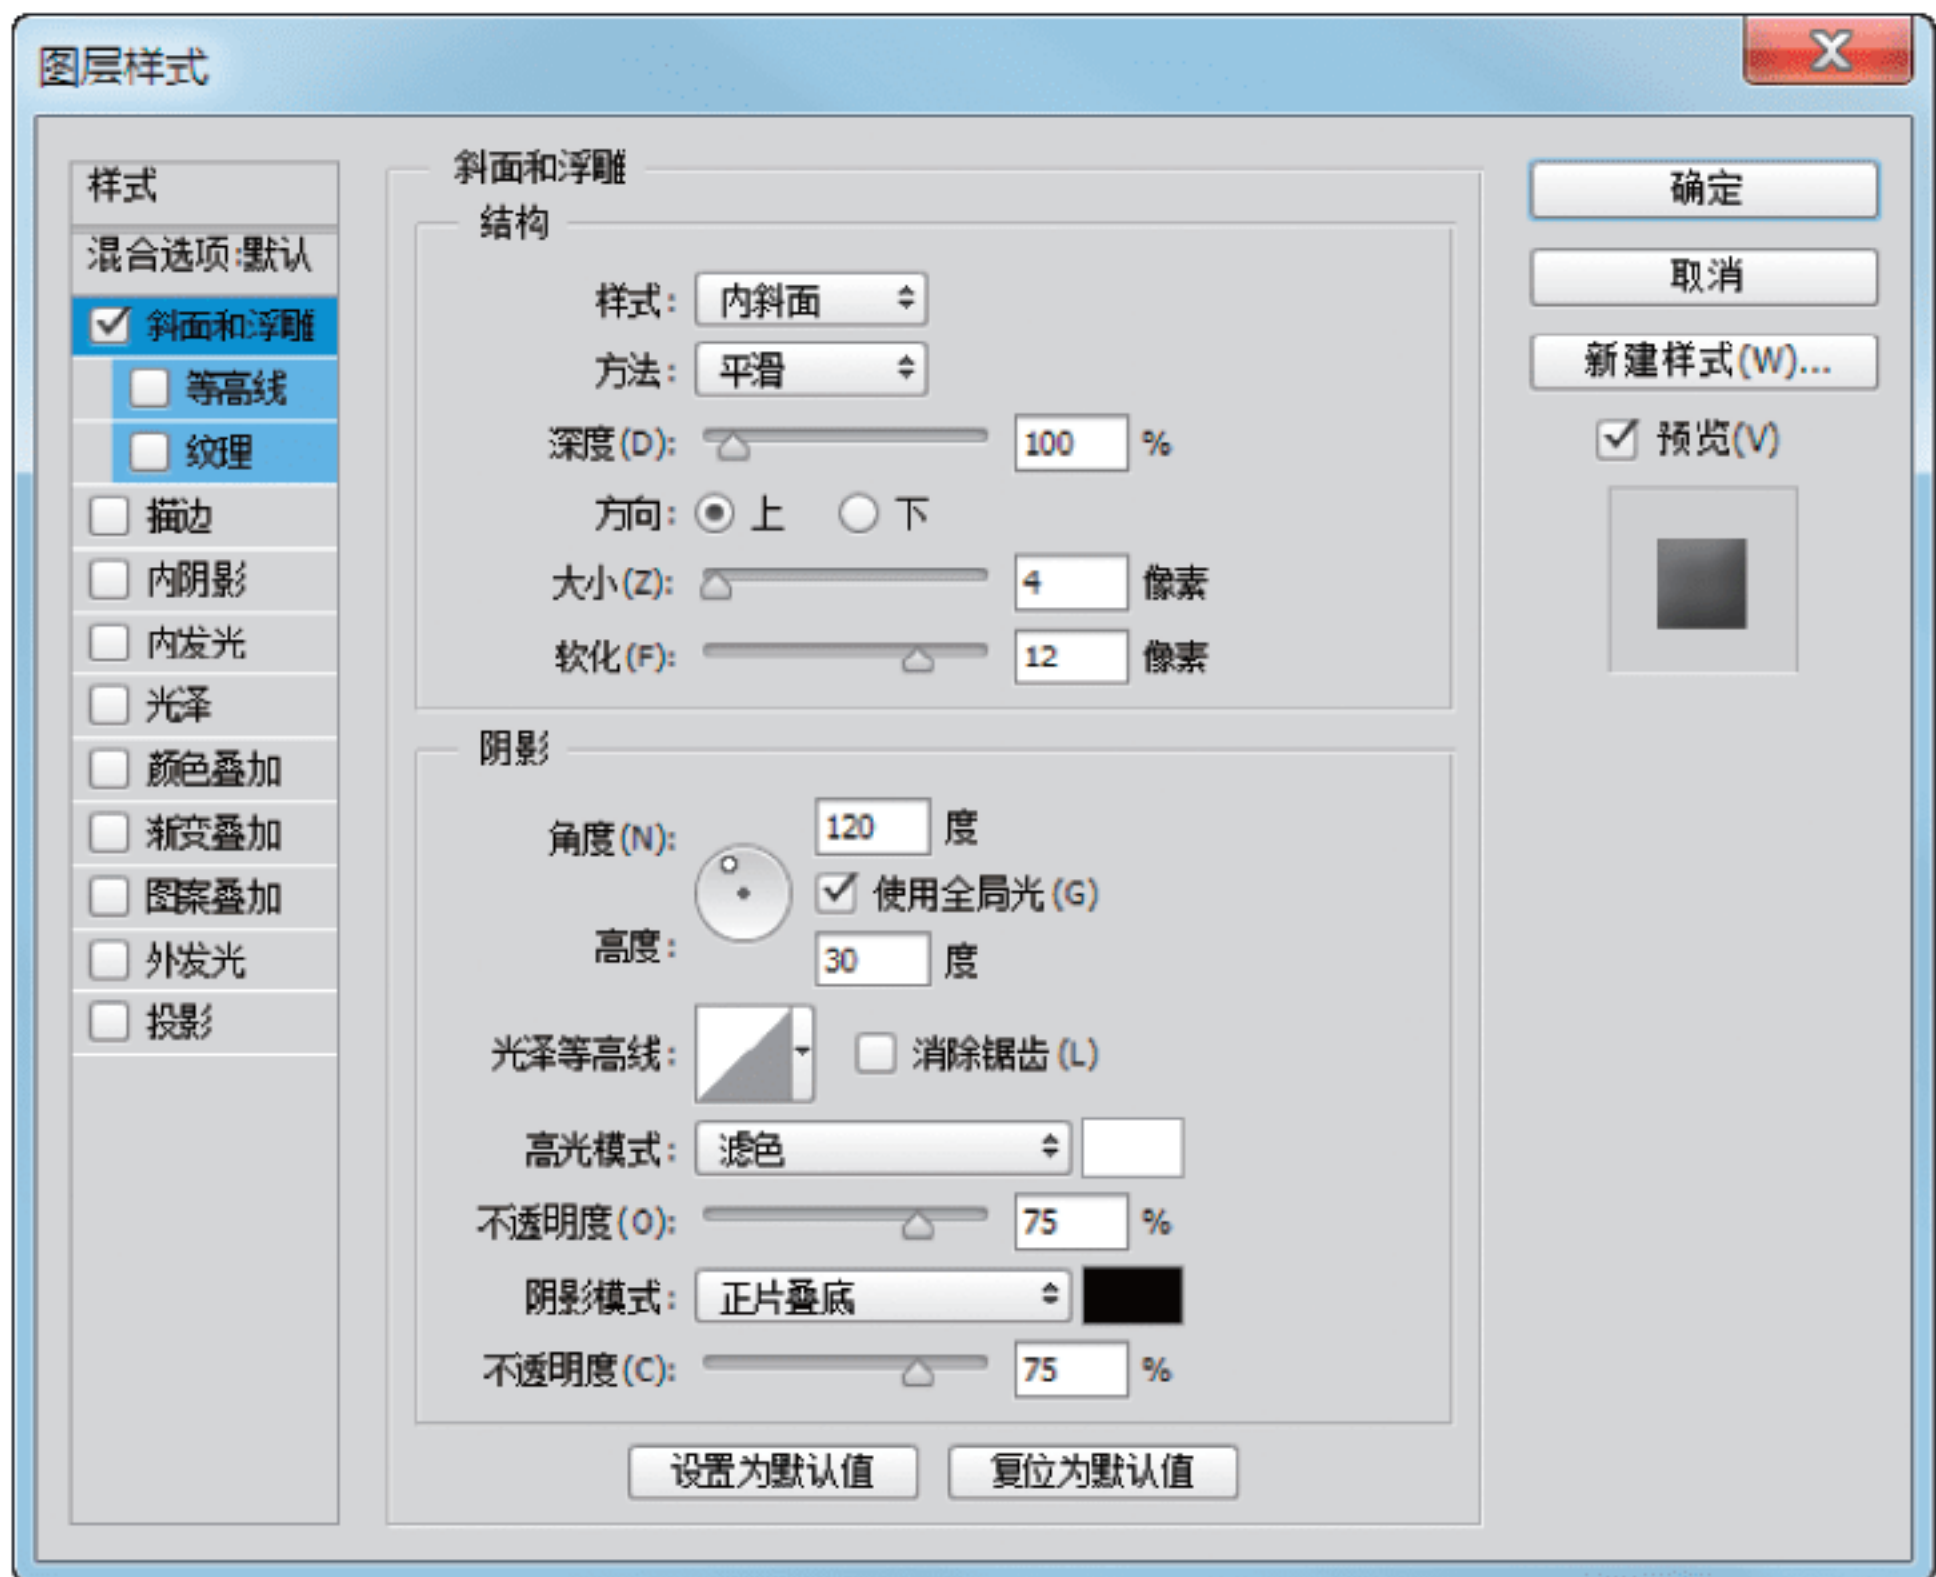 图层样式
样式
混合选项:默认
斜面和浮雕
等高线
纹理
描边
内阴影
内发光
光泽
颜色叠加
渐变叠加
图案叠加
外发光
投影
斜面和浮雕
结构
样式: 内斜面
方法: 平滑
深度(D): 100 %
方向: 上 下
大小(Z): 4 像素
软化(F): 12 像素
阴影
角度(N): 120 度
使用全局光(G)
高度: 30 度
光泽等高线: 消除锯齿(L)
高光模式: 滤色
不透明度(O): 75 %
阴影模式: 正片叠底
不透明度(C): 75 %
设置为默认值 复位为默认值
确定
取消
新建样式(W)...
预览(V)